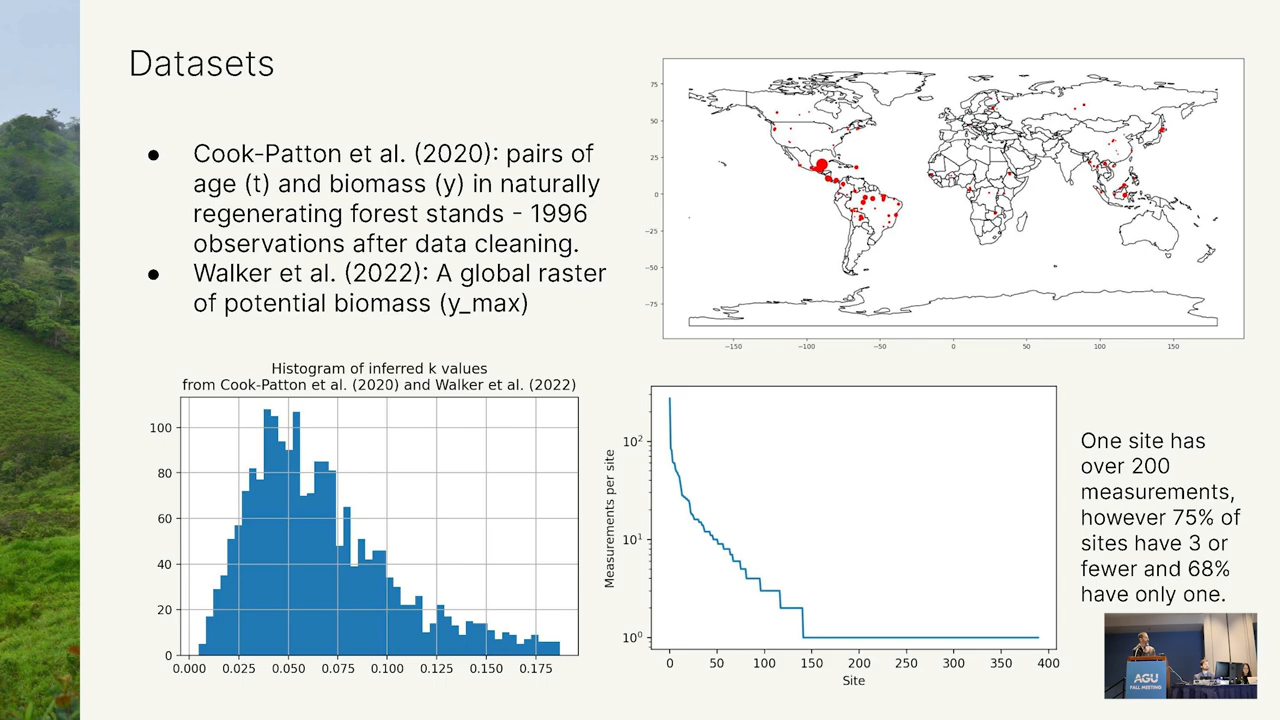 Datasets
● Cook-Patton et al. (2020): pairs of
age (t) and biomass (y) in naturally
regenerating forest stands - 1996
observations after data cleaning.
● Walker et al. (2022): A global raster
of potential biomass (y_max)
75
50
25
0
−25
−50
−75
−150 −100 −50 0 50 100 150
Histogram of inferred k values
from Cook-Patton et al. (2020) and Walker et al. (2022)
100
80
60
40
20
0
0.000 0.025 0.050 0.075 0.100 0.125 0.150 0.175
Measurements per site
10²
10¹
10⁰
0 50 100 150 200 250 300 350 400
Site
One site has
over 200
measurements,
however 75% of
sites have 3 or
fewer and 68%
have only one.
AGU
FALL MEETING